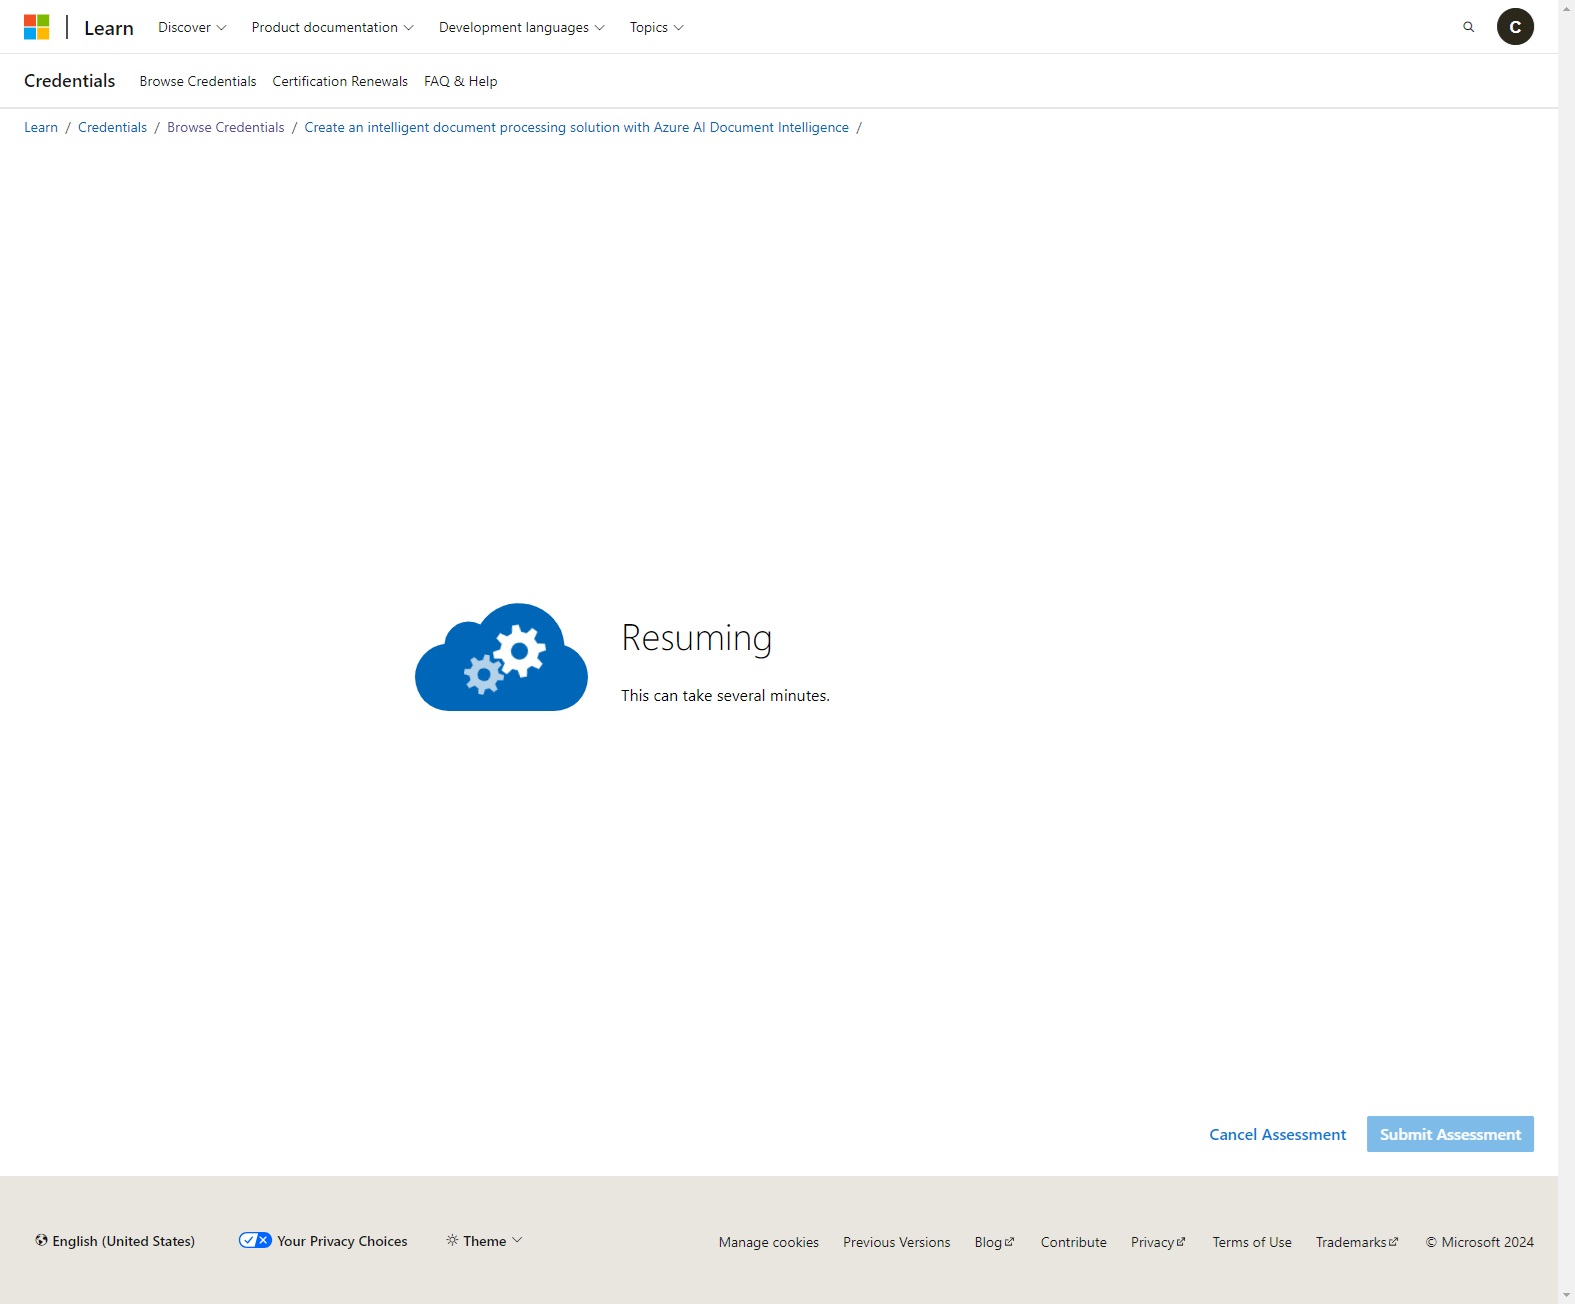 Learn
Discover
Product documentation
Development languages
Topics
C
Credentials
Browse Credentials
Certification Renewals
FAQ & Help
Learn / Credentials / Browse Credentials / Create an intelligent document processing solution with Azure AI Document Intelligence /
Resuming
This can take several minutes.
Cancel Assessment
Submit Assessment
English (United States)
Your Privacy Choices
Theme
Manage cookies
Previous Versions
Blog
Contribute
Privacy
Terms of Use
Trademarks
© Microsoft 2024